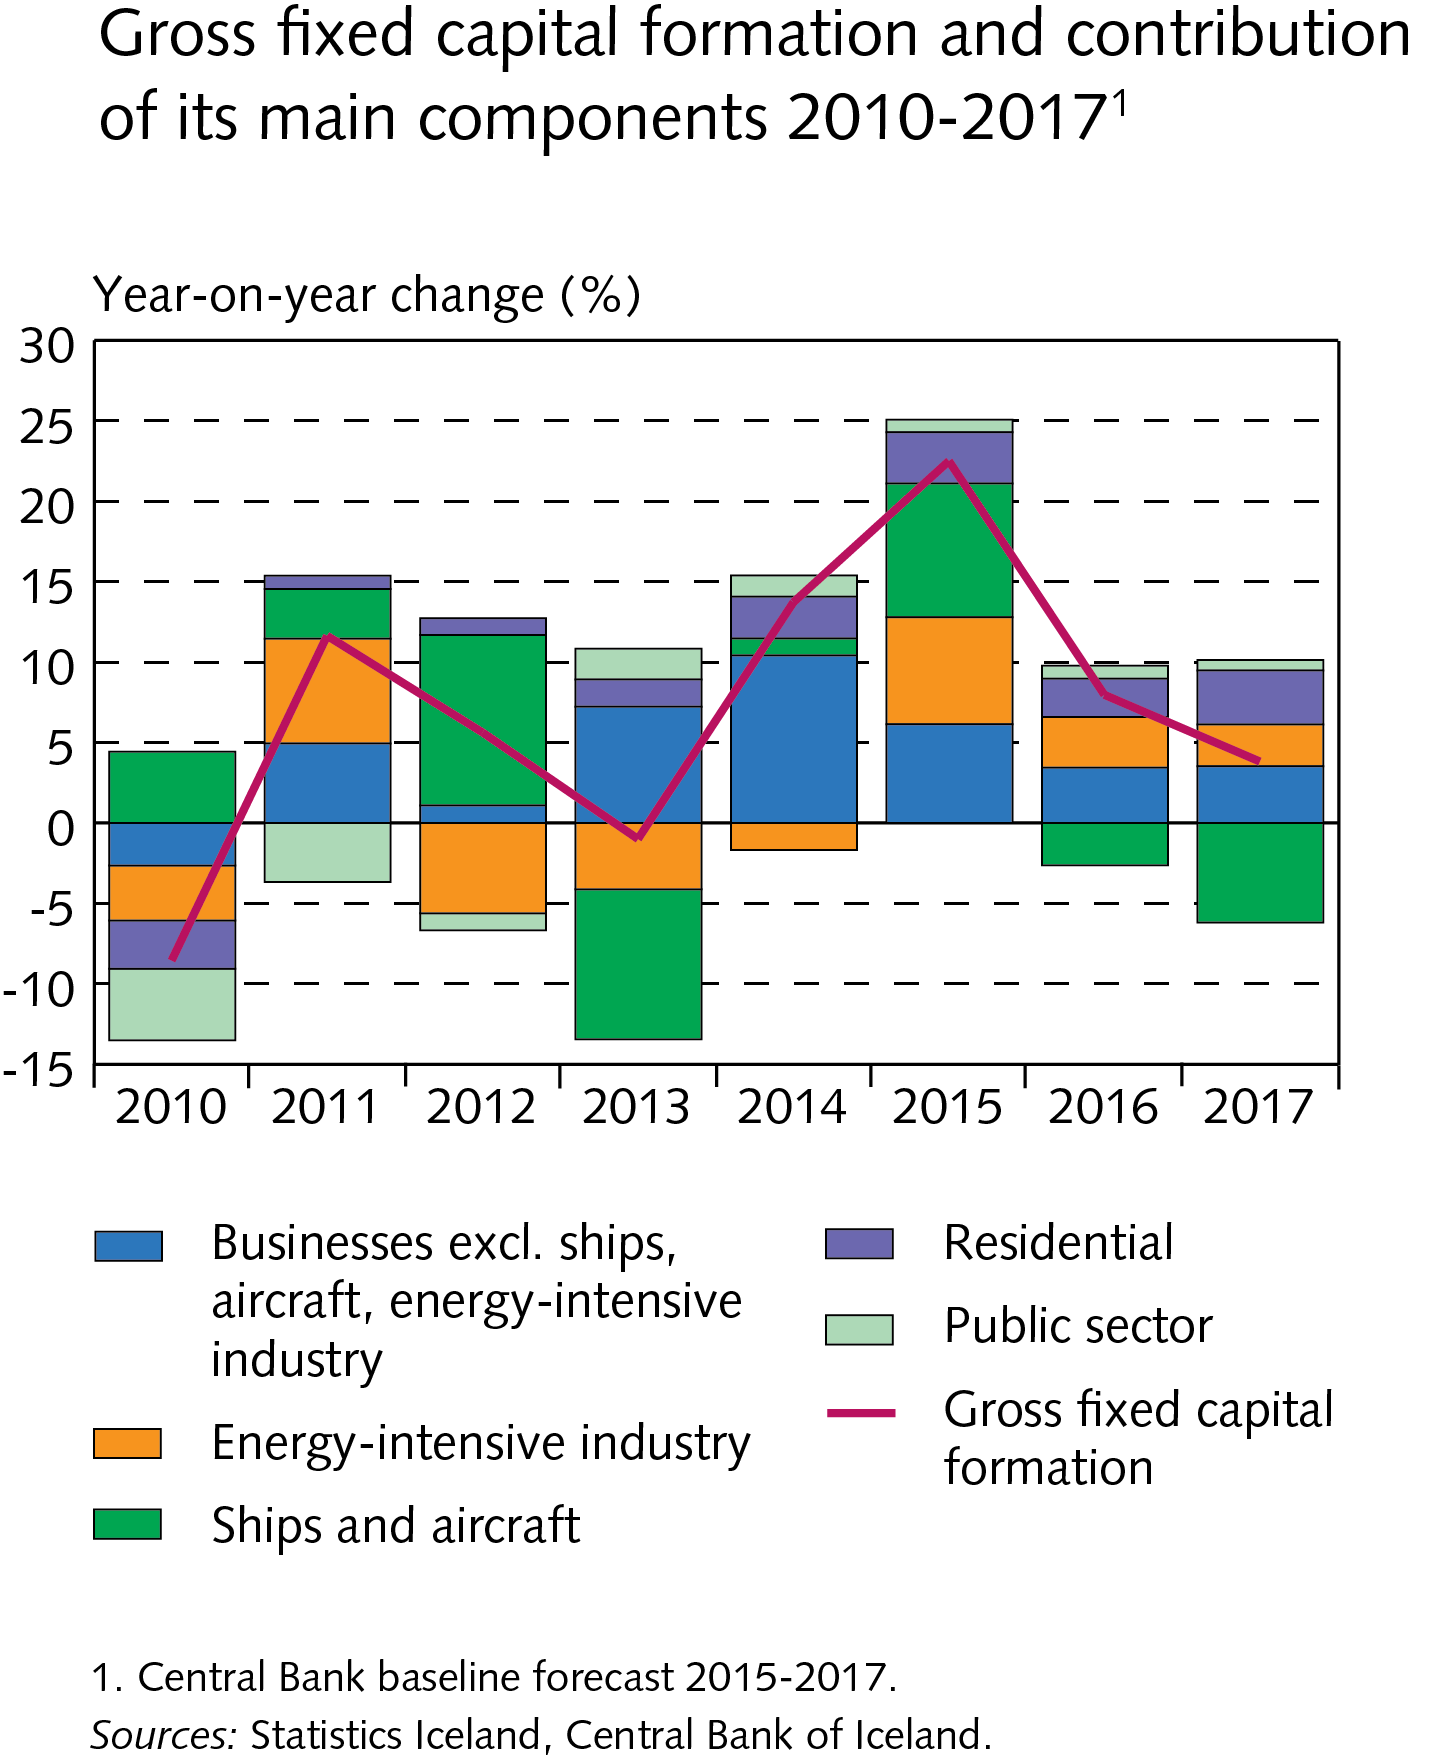 Gross fixed capital formation and contribution
of its main components 2010-2017¹
Year-on-year change (%)
30
25
20
15
10
5
0
-5
-10
-15
2010 2011 2012 2013 2014 2015 2016 2017
Businesses excl. ships,
aircraft, energy-intensive
industry
Energy-intensive industry
Ships and aircraft
Residential
Public sector
Gross fixed capital
formation
1. Central Bank baseline forecast 2015-2017.
Sources: Statistics Iceland, Central Bank of Iceland.